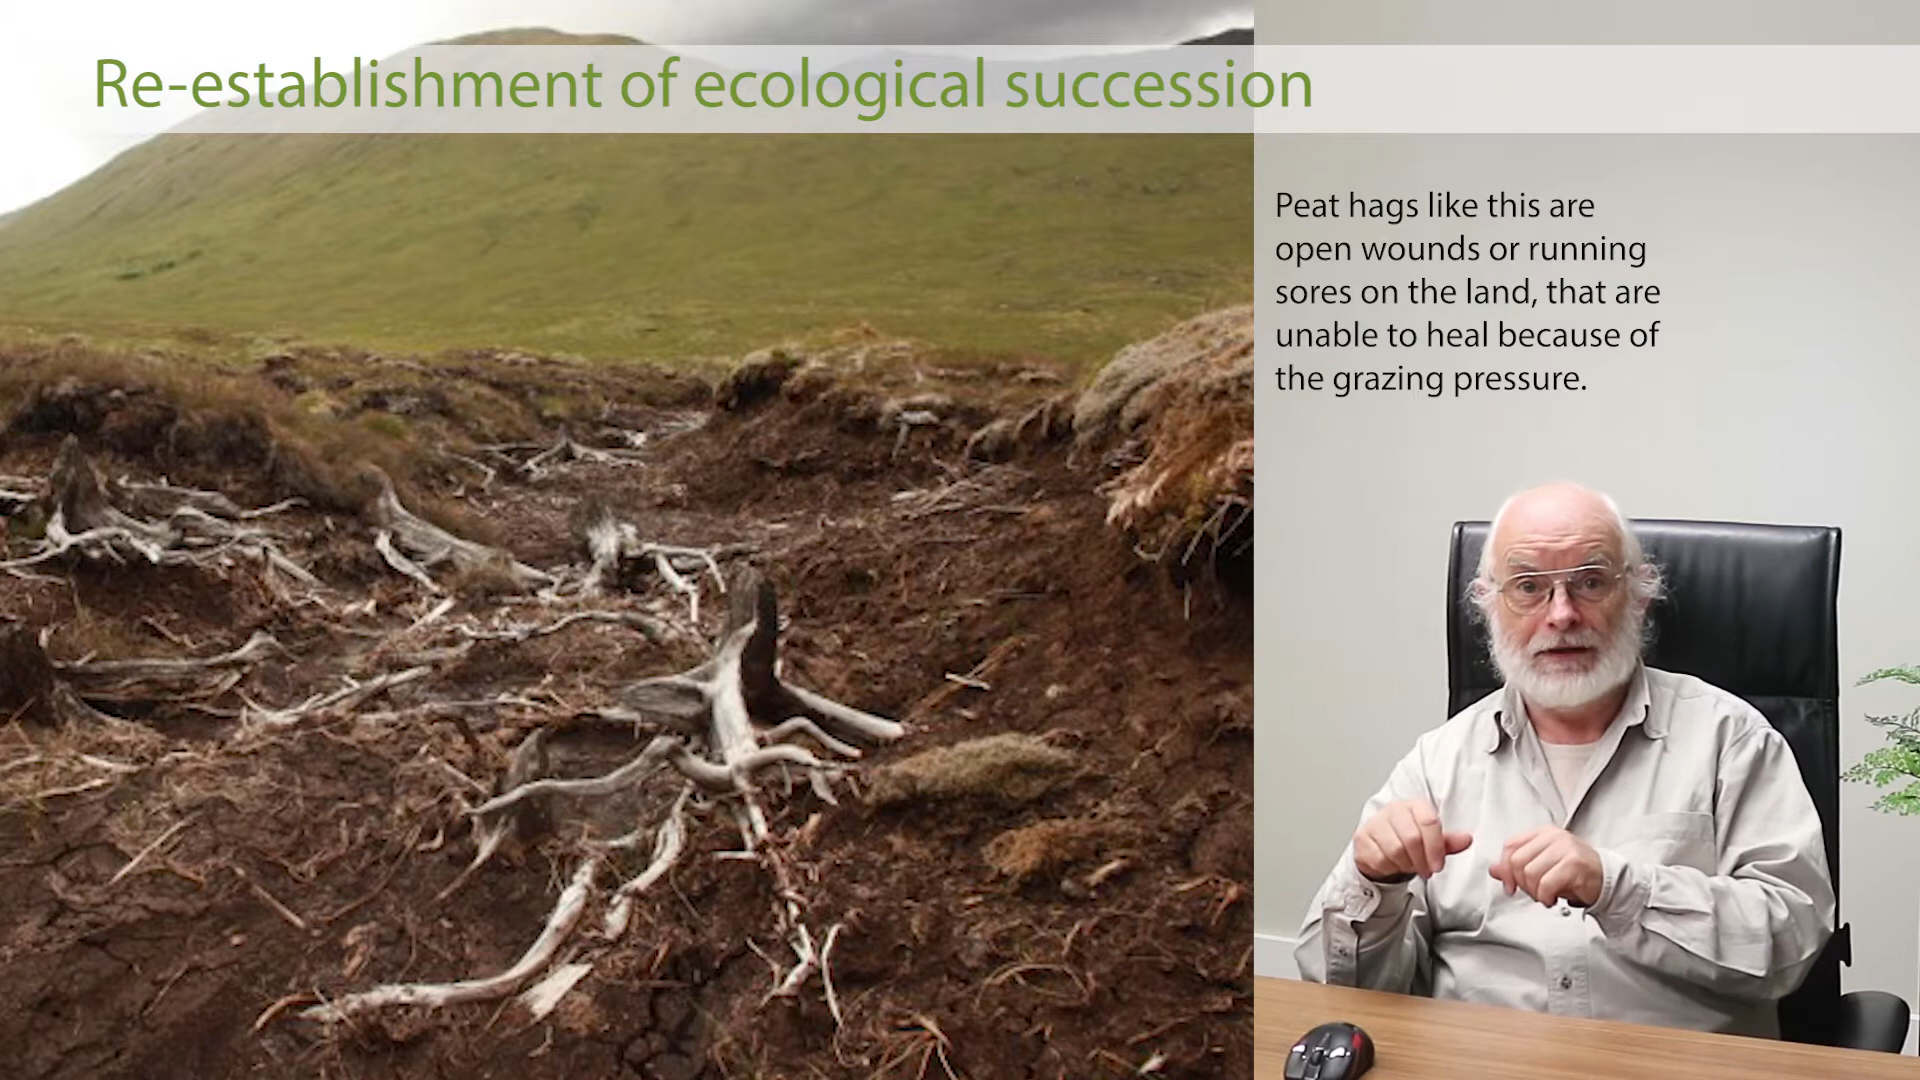 Re-establishment of ecological succession
Peat hags like this are
open wounds or running
sores on the land, that are
unable to heal because of
the grazing pressure.